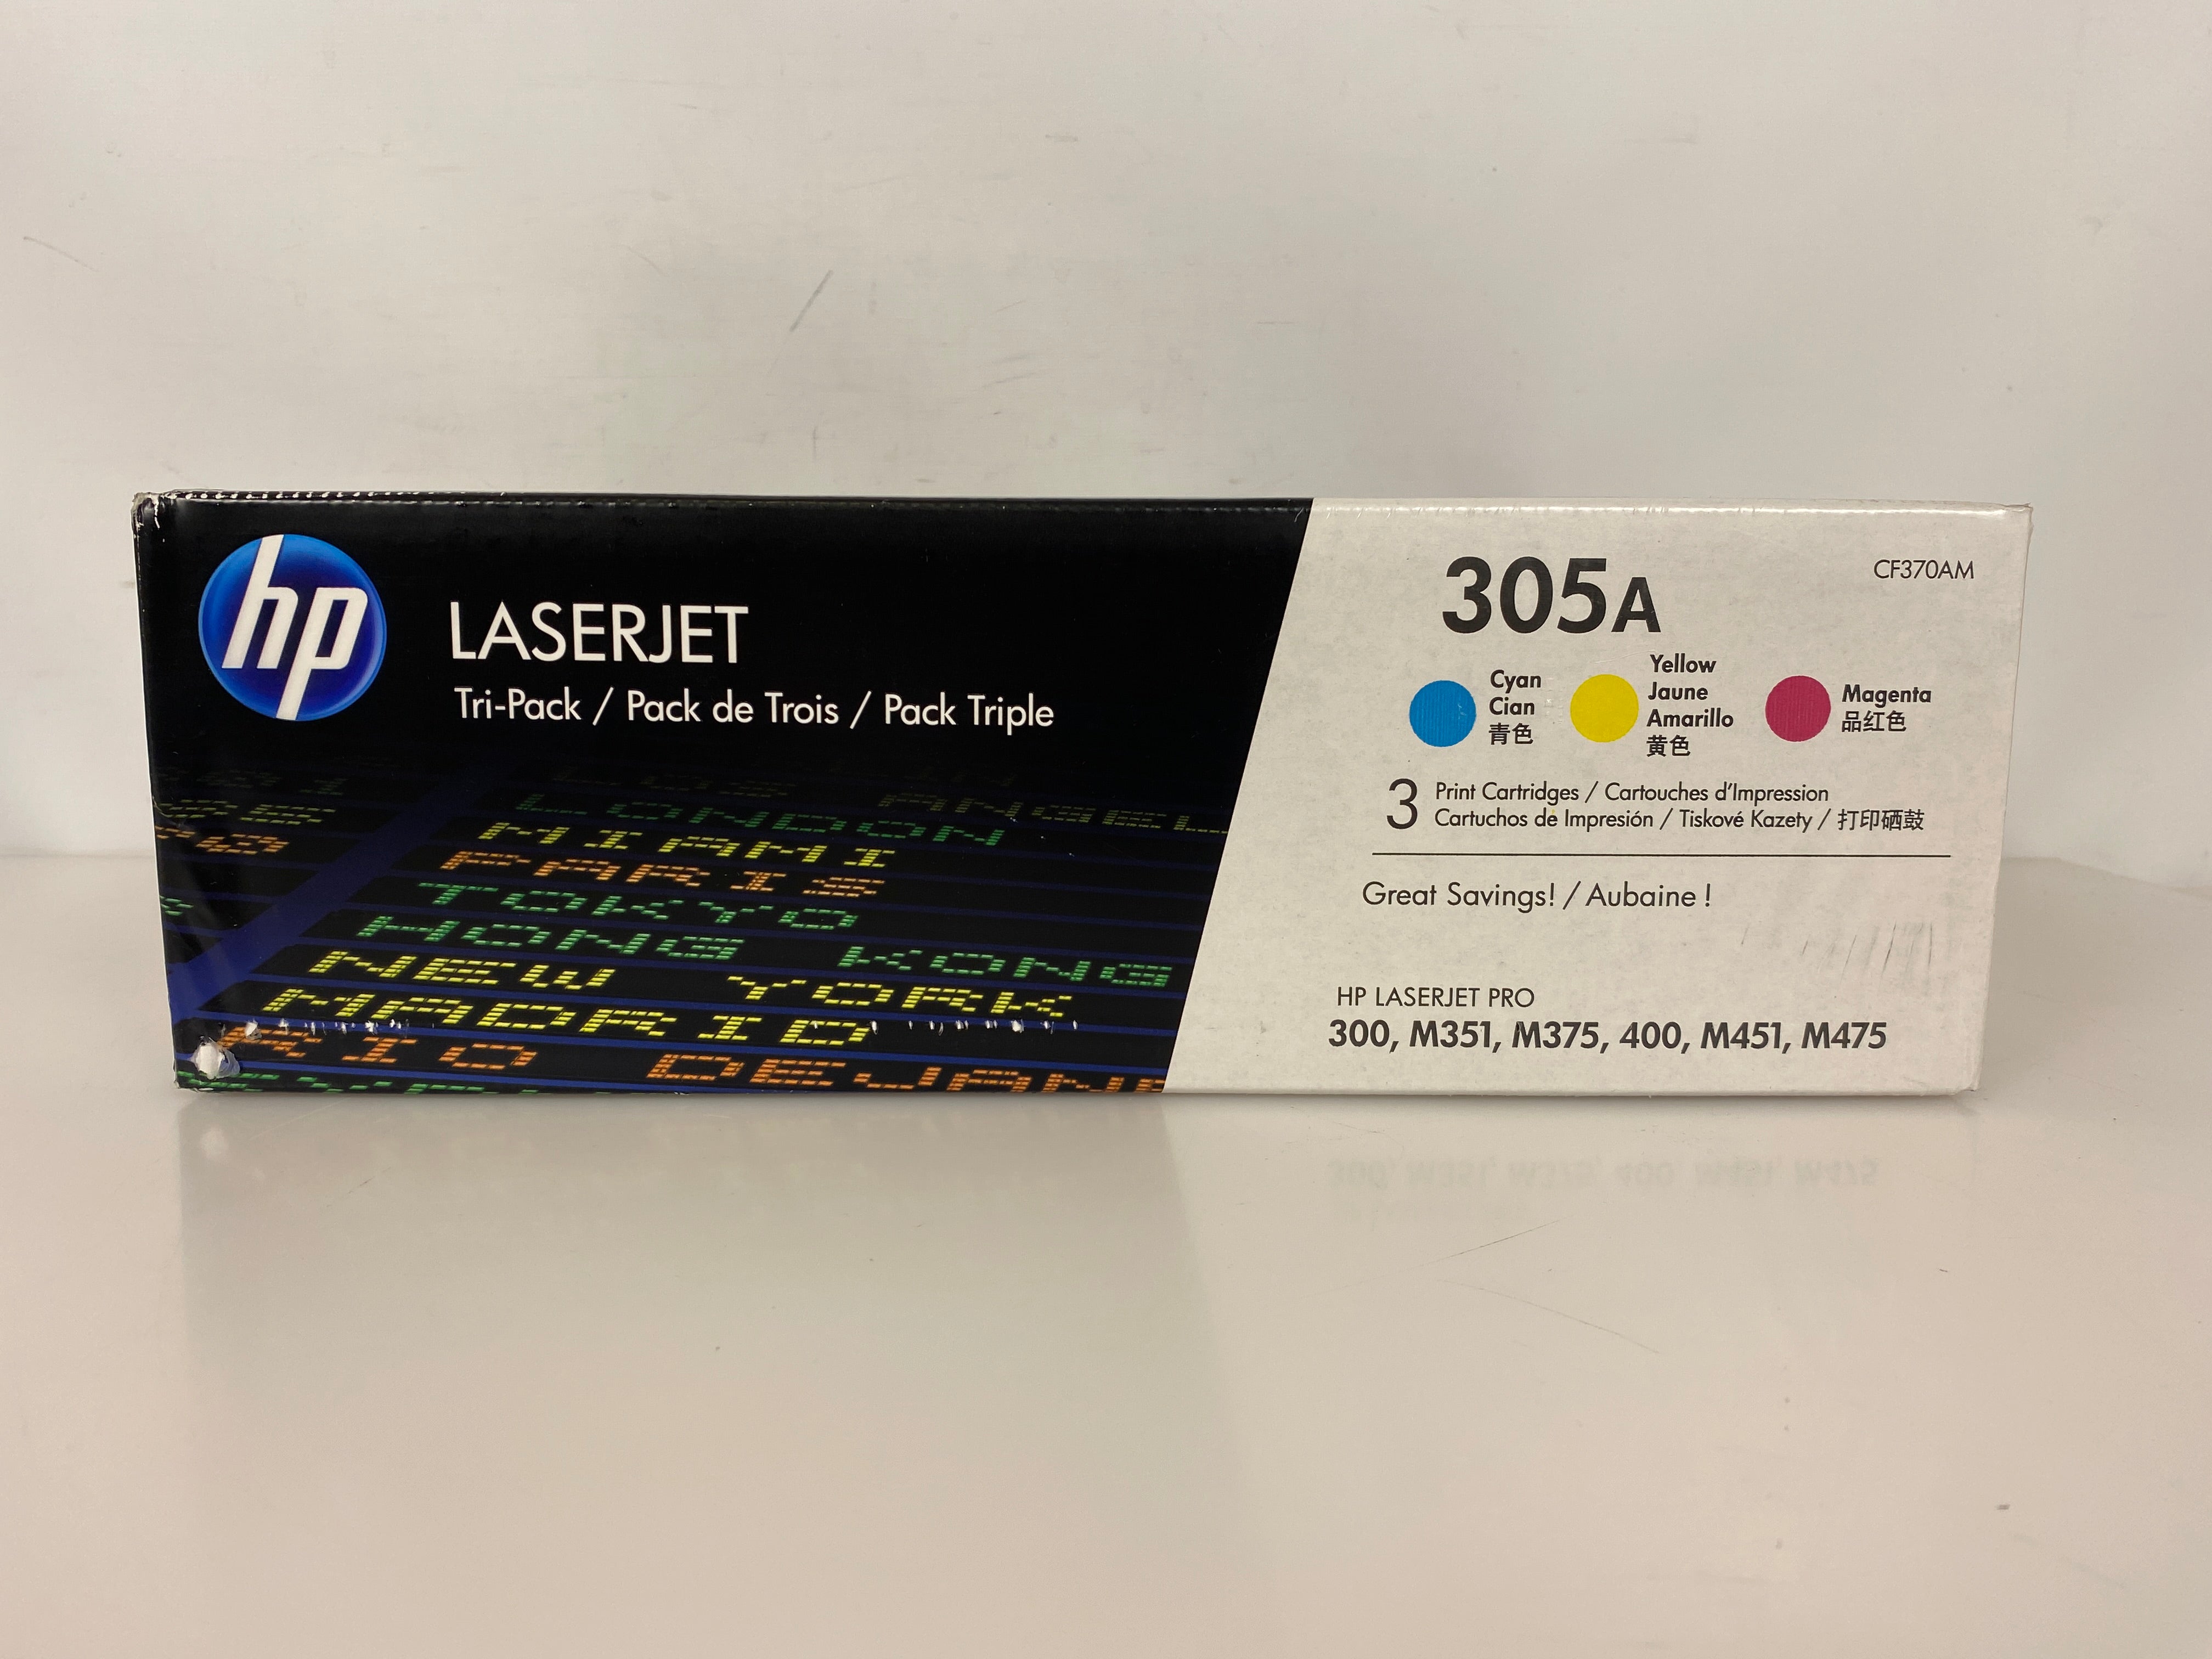 hp
LASERJET
Tri-Pack / Pack de Trois / Pack Triple
LONDON
MIAMI
PARIS
TOKYO
HONG KONG
NEW YORK
MADRID
RIO
305A
CF370AM
Cyan
Cian
青色
Yellow
Jaune
Amarillo
黄色
Magenta
品红色
3 Print Cartridges / Cartouches d'Impression
Cartuchos de Impresión / Tiskové Kazety / 打印硒鼓
Great Savings! / Aubaine !
HP LASERJET PRO
300, M351, M375, 400, M451, M475